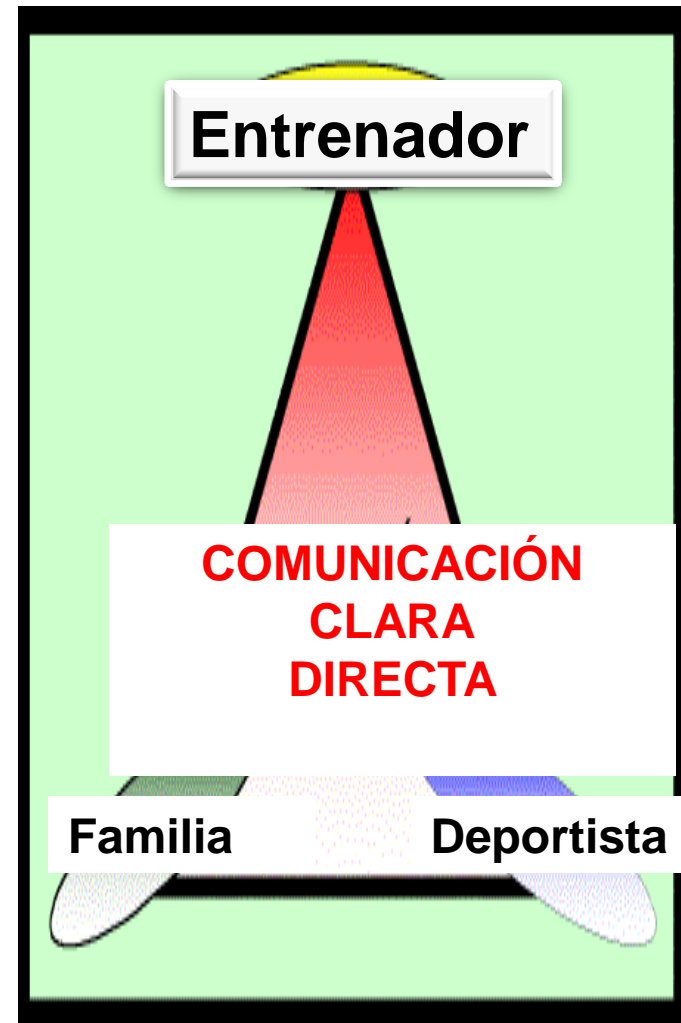 Entrenador
COMUNICACIÓN
CLARA
DIRECTA
Familia Deportista